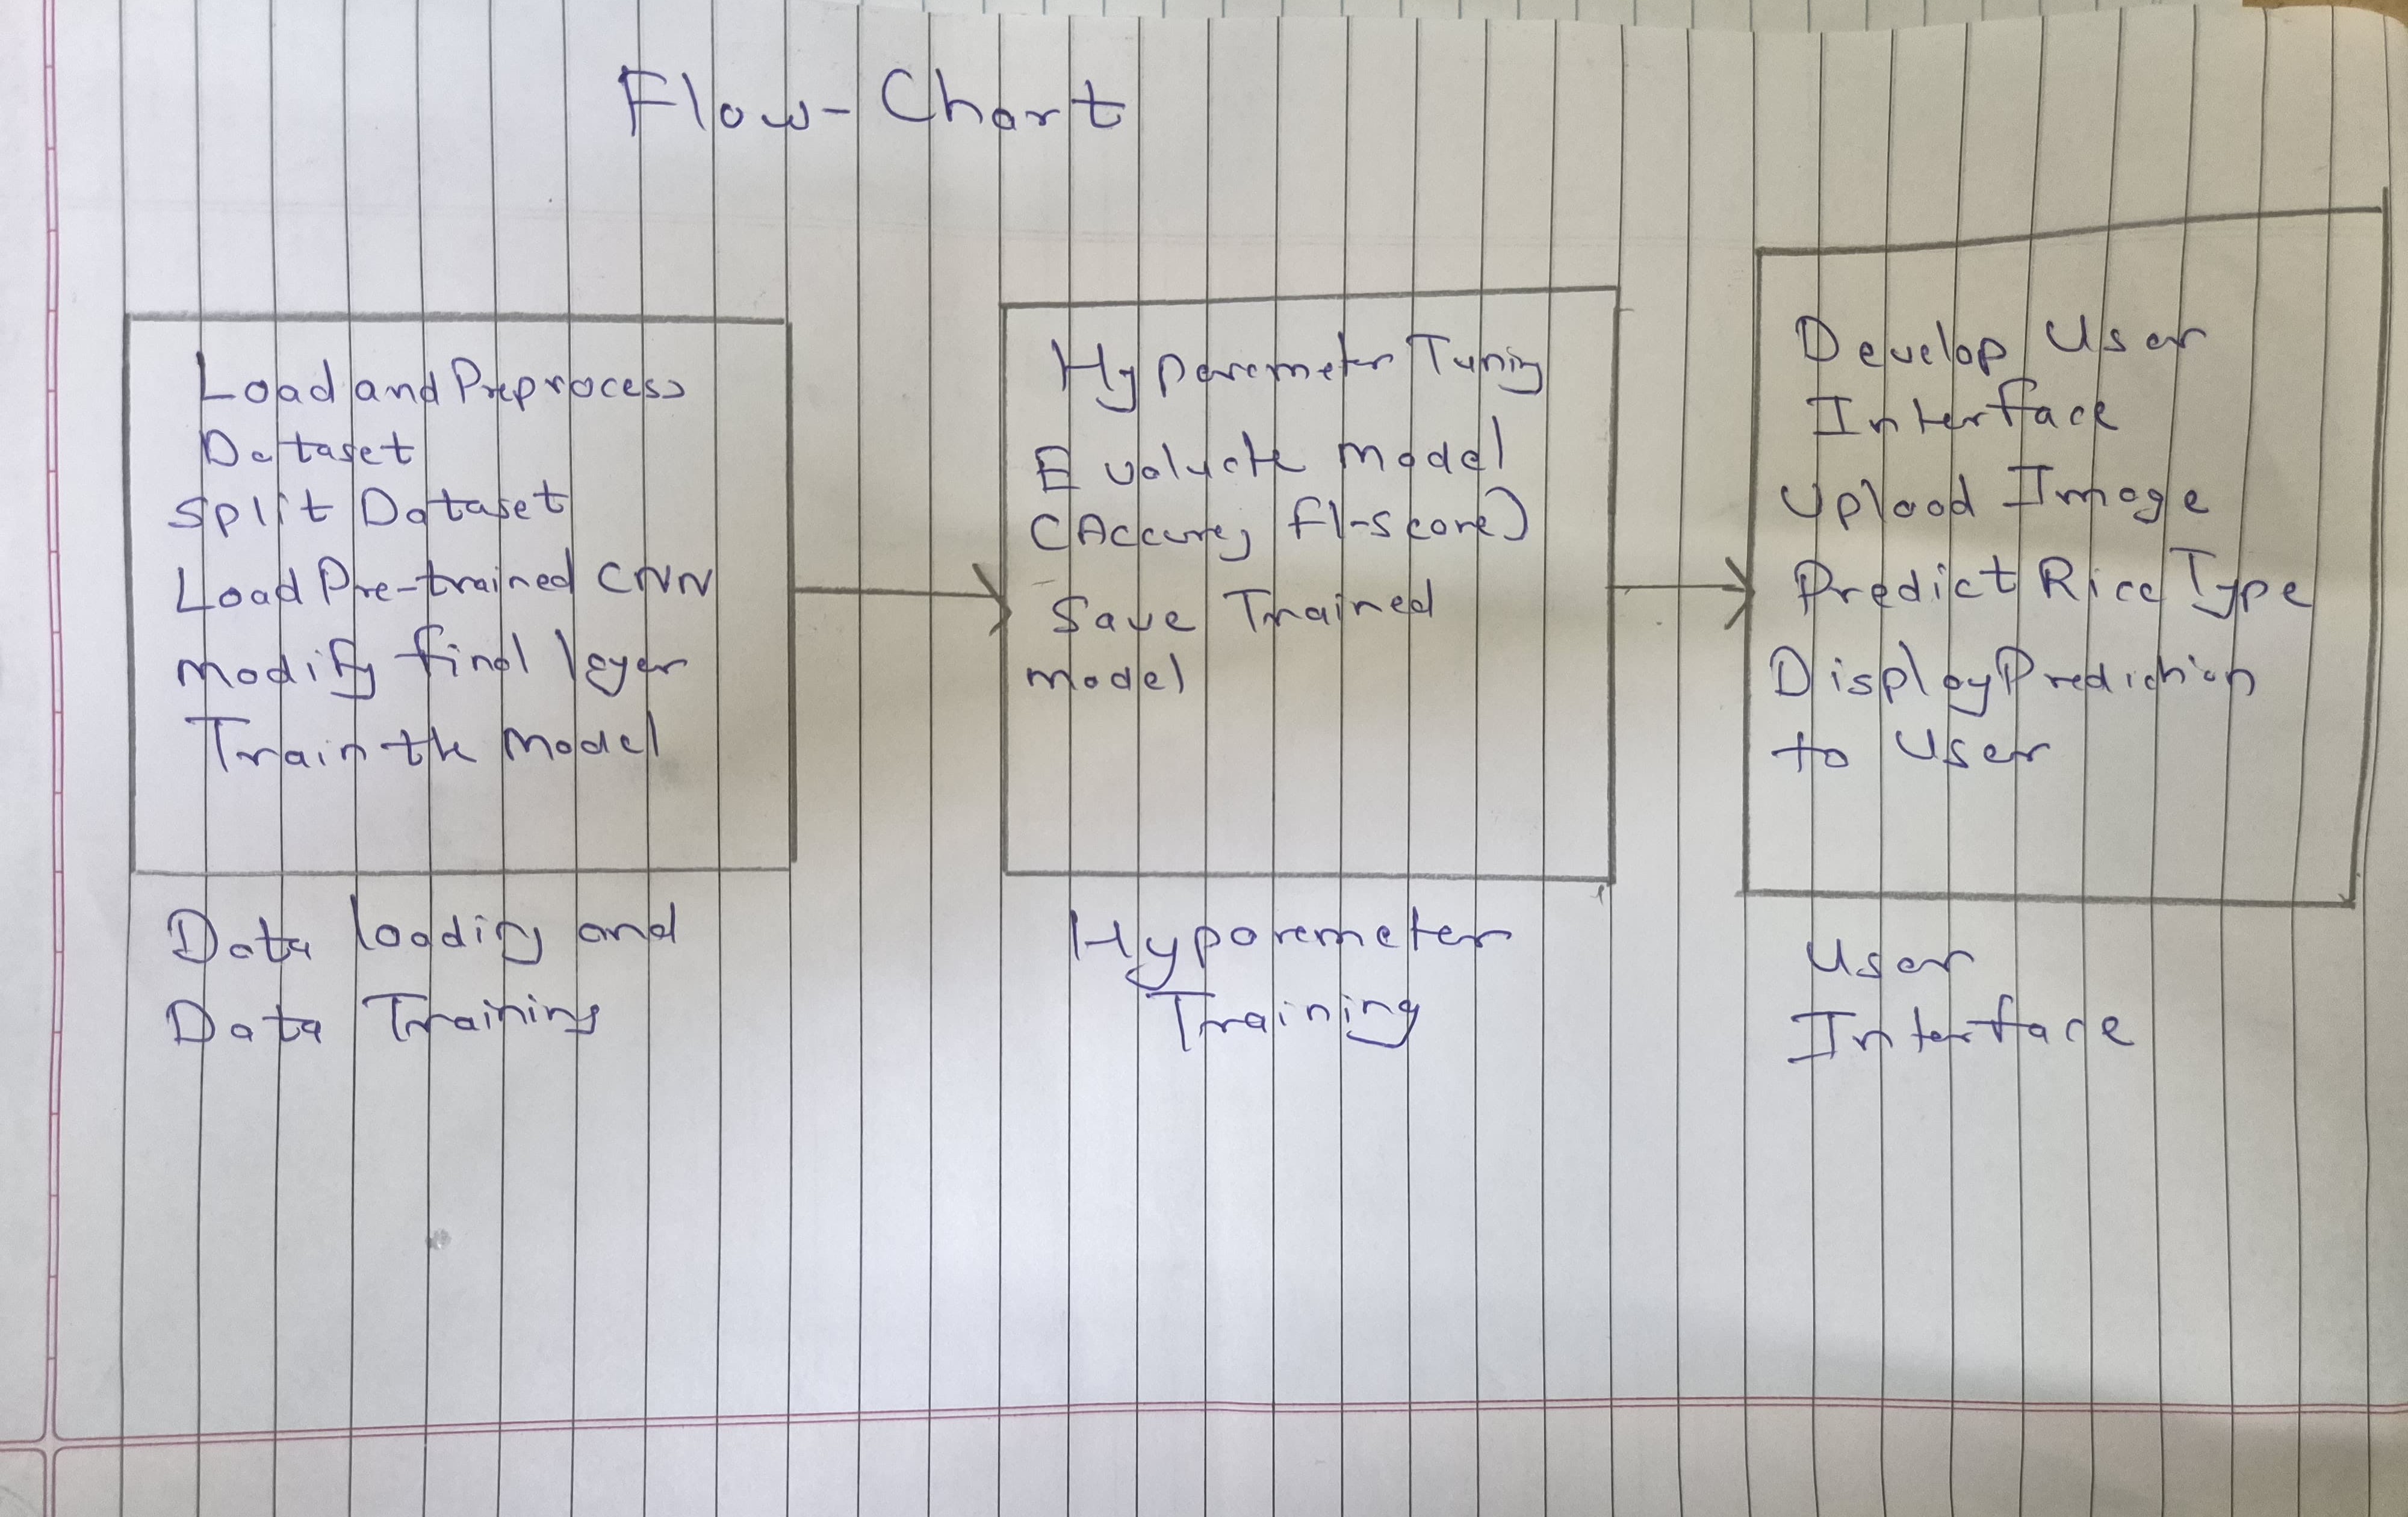 Flow-Chart
Load and Preprocess
Dataset
Split Dataset
Load Pre-trained CNN
Modify final layer
Train the Model
Data loading and
Data Training
Hyperemeter Tuning
Evaluate Model
(Accuracy F1-score)
Save Trained
Model
Hyporemeter
Training
Develop User
Interface
Upload Image
Predict Rice Type
Display Prediction
to User
User
Interface